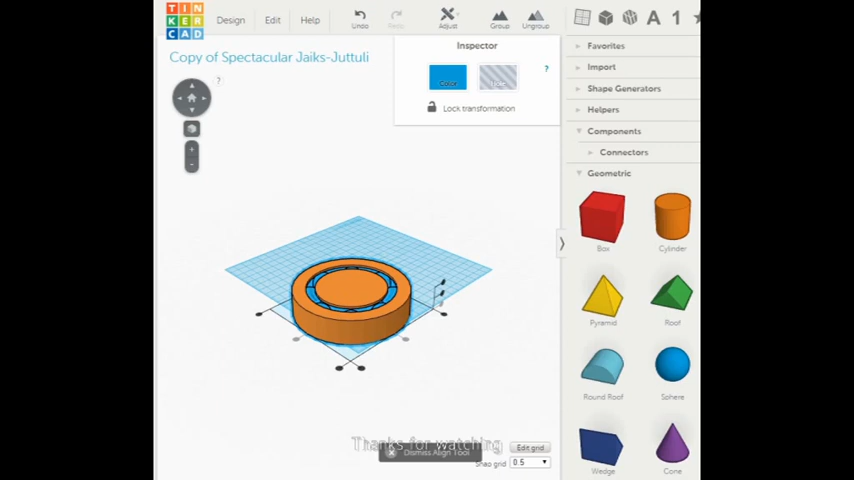 TIN
KER
CAD
Design
Edit
Help
Undo
Redo
Adjust
Group
Ungroup
Copy of Spectacular Jaiks-Juttuli
?
Inspector
Color
Hole
?
Lock transformation
Favorites
Import
Shape Generators
Helpers
Components
Connectors
Geometric
Box
Cylinder
Pyramid
Roof
Round Roof
Sphere
Wedge
Cone
Thanks for watching
Dismiss Align Tool
Edit grid
Snap grid
0.5